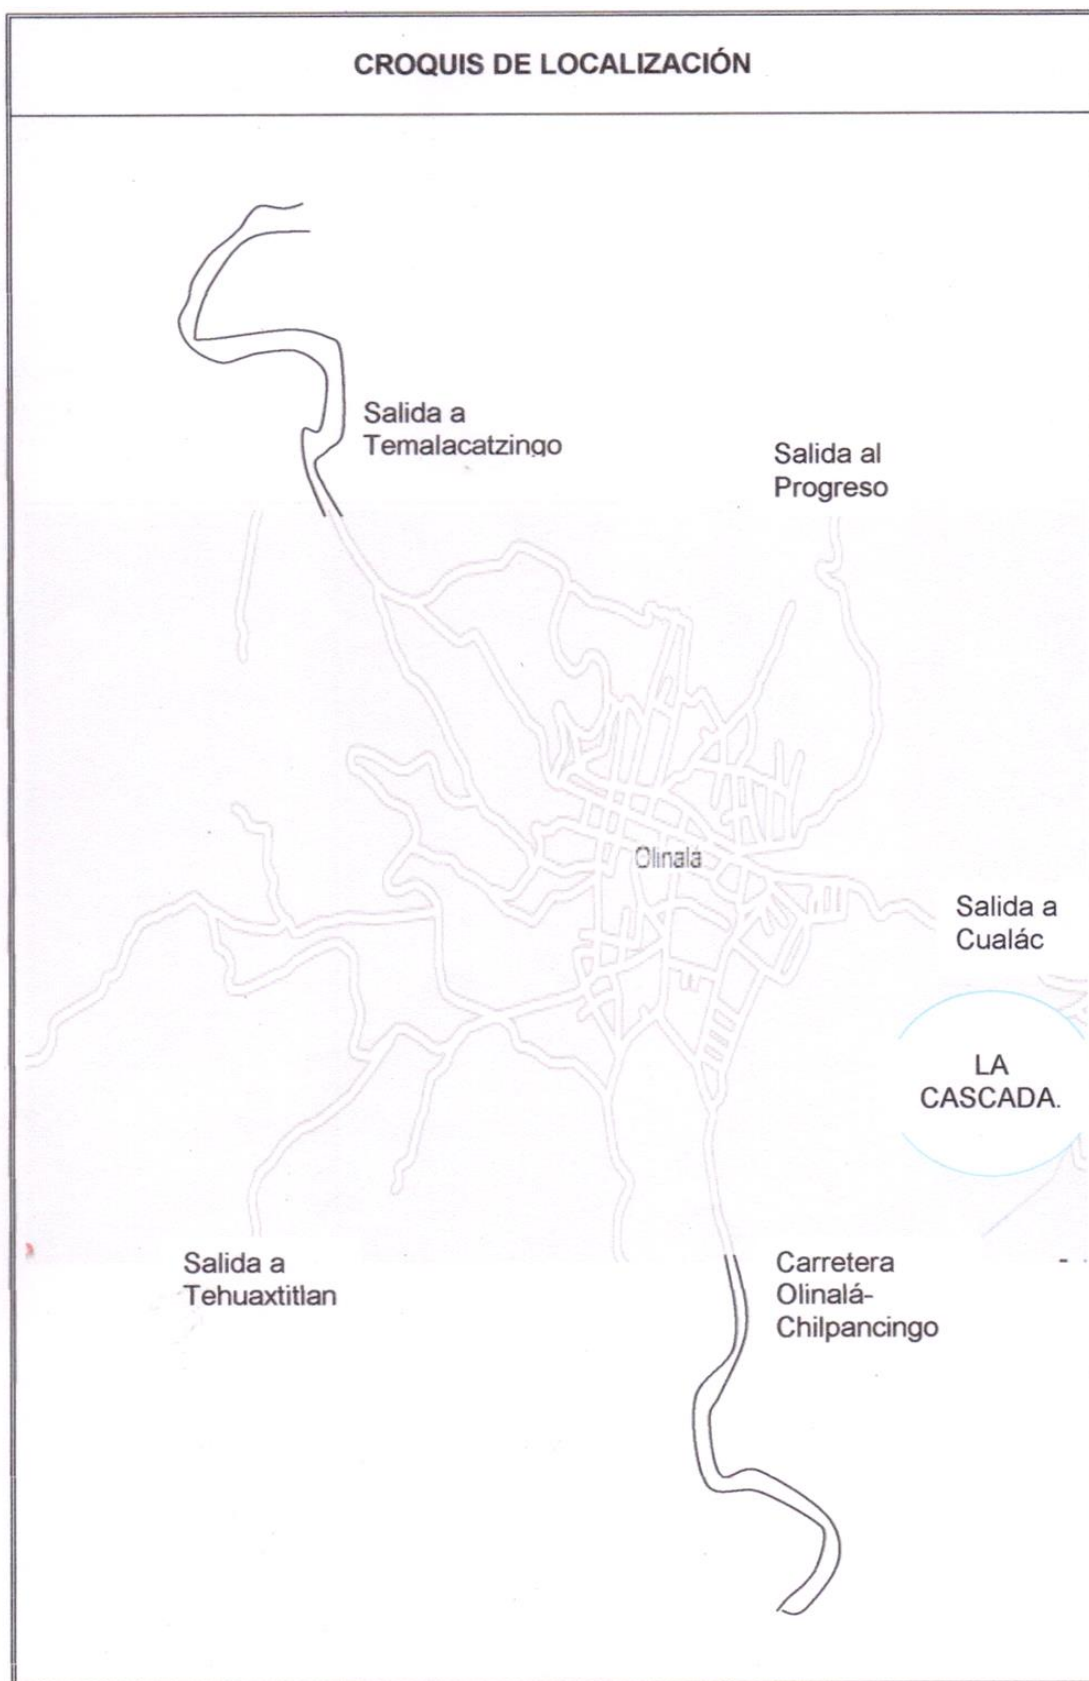 CROQUIS DE LOCALIZACIÓN
Salida a
Temalacatzingo
Salida al
Progreso
Olinalá
Salida a
Cualác
LA
CASCADA.
Salida a
Tehuaxtitlan
Carretera
Olinalá-
Chilpancingo